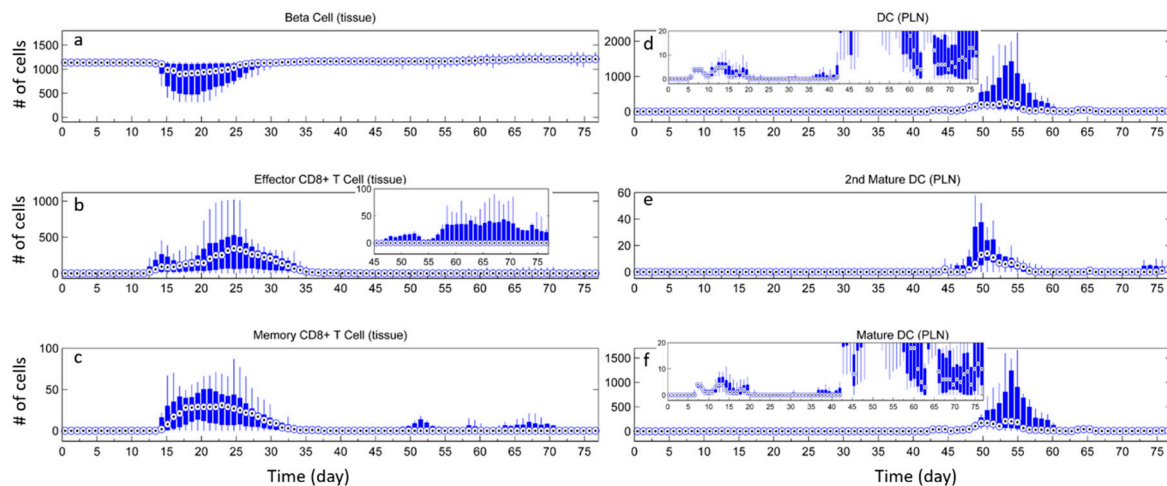 Beta Cell (tissue)
a
1500
1000
500
0
# of cells
0 5 10 15 20 25 30 35 40 45 50 55 60 65 70 75
Effector CD8+ T Cell (tissue)
b
1000
500
0
# of cells
100
50
0
45 50 55 60 65 70 75
0 5 10 15 20 25 30 35 40 45 50 55 60 65 70 75
Memory CD8+ T Cell (tissue)
c
100
50
0
# of cells
0 5 10 15 20 25 30 35 40 45 50 55 60 65 70 75
Time (day)
DC (PLN)
d
2000
1000
0
20
10
0
0 5 10 15 20 25 30 35 40 45 50 55 60 65 70 75
0 5 10 15 20 25 30 35 40 45 50 55 60 65 70 75
2nd Mature DC (PLN)
e
60
40
20
0
0 5 10 15 20 25 30 35 40 45 50 55 60 65 70 75
Mature DC (PLN)
f
1500
1000
500
0
20
10
0
0 5 10 15 20 25 30 35 40 45 50 55 60 65 70 75
0 5 10 15 20 25 30 35 40 45 50 55 60 65 70 75
Time (day)